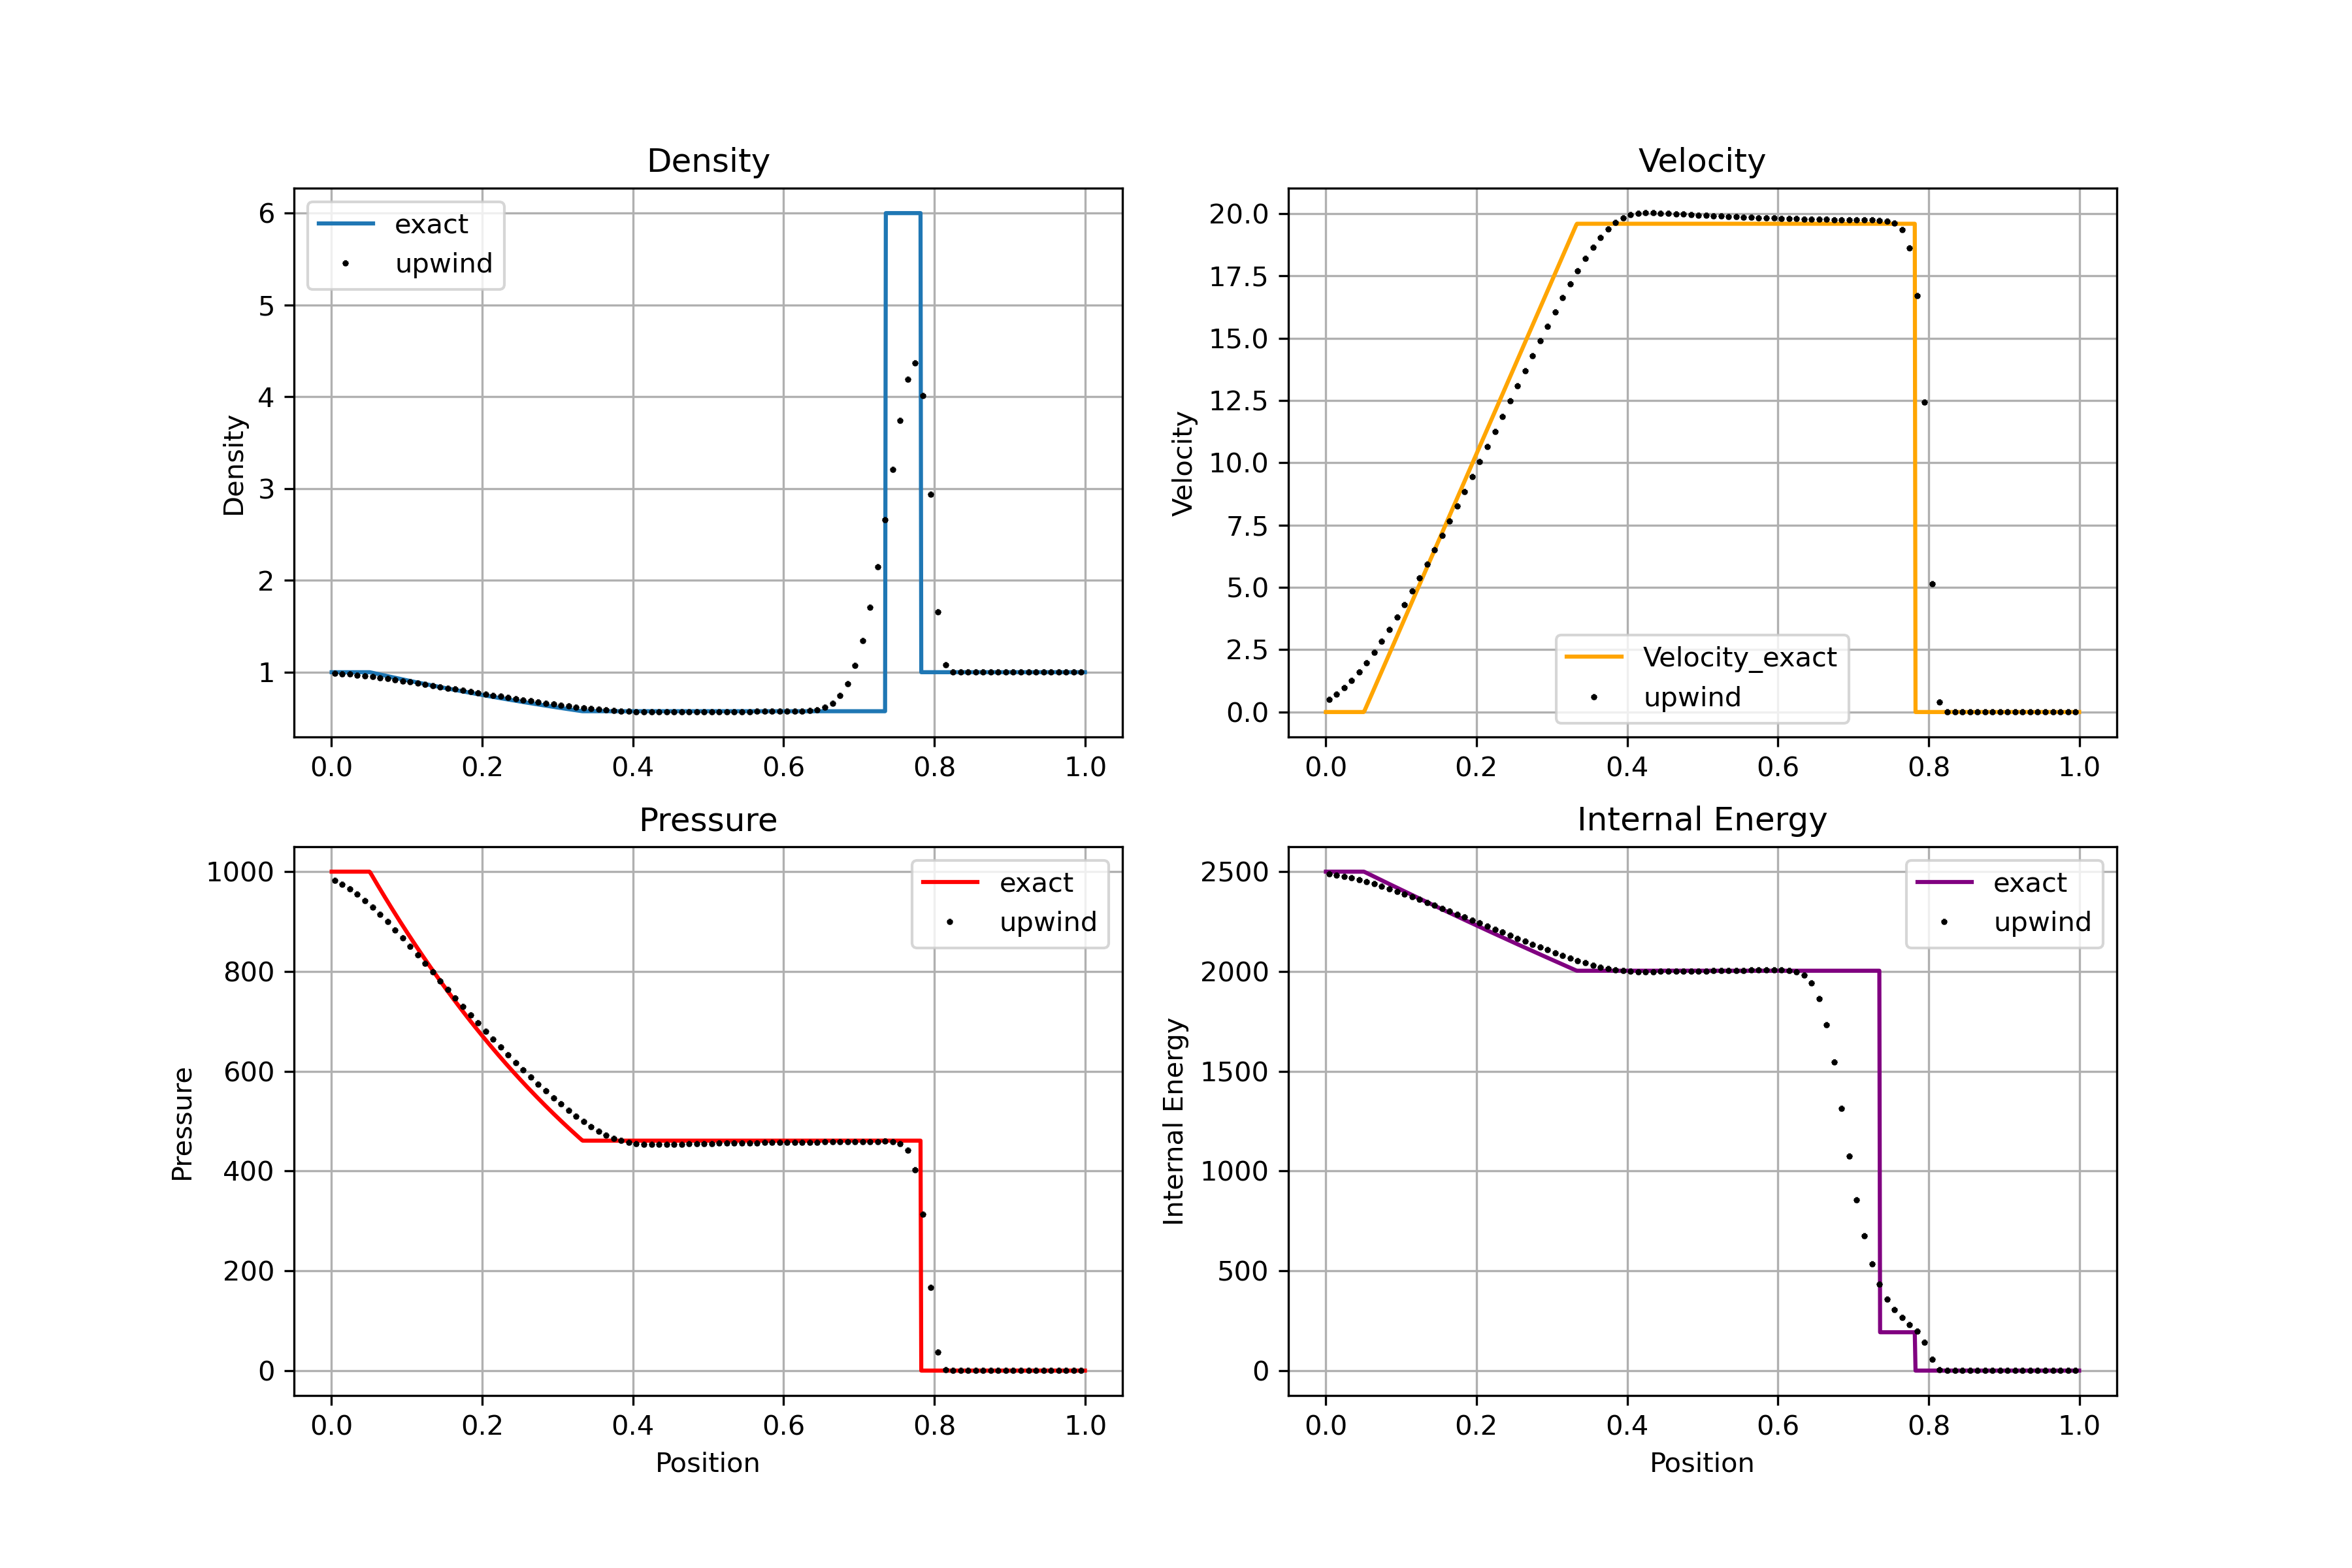 Density
exact
upwind
6
5
4
3
2
1
Density
0.0 0.2 0.4 0.6 0.8 1.0
Velocity
20.0
17.5
15.0
12.5
10.0
7.5
5.0
2.5
0.0
Velocity
Velocity_exact
upwind
0.0 0.2 0.4 0.6 0.8 1.0
Pressure
exact
upwind
1000
800
600
400
200
0
Pressure
0.0 0.2 0.4 0.6 0.8 1.0
Position
Internal Energy
exact
upwind
2500
2000
1500
1000
500
0
Internal Energy
0.0 0.2 0.4 0.6 0.8 1.0
Position